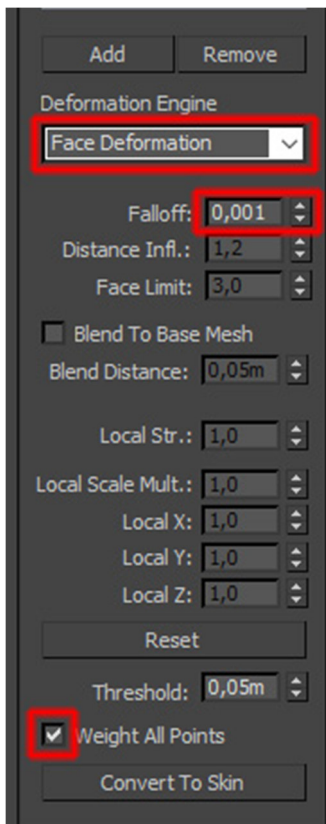 Add Remove
Deformation Engine
Face Deformation
Falloff: 0,001
Distance Infl.: 1,2
Face Limit: 3,0
Blend To Base Mesh
Blend Distance: 0,05m
Local Str.: 1,0
Local Scale Mult.: 1,0
Local X: 1,0
Local Y: 1,0
Local Z: 1,0
Reset
Threshold: 0,05m
Weight All Points
Convert To Skin